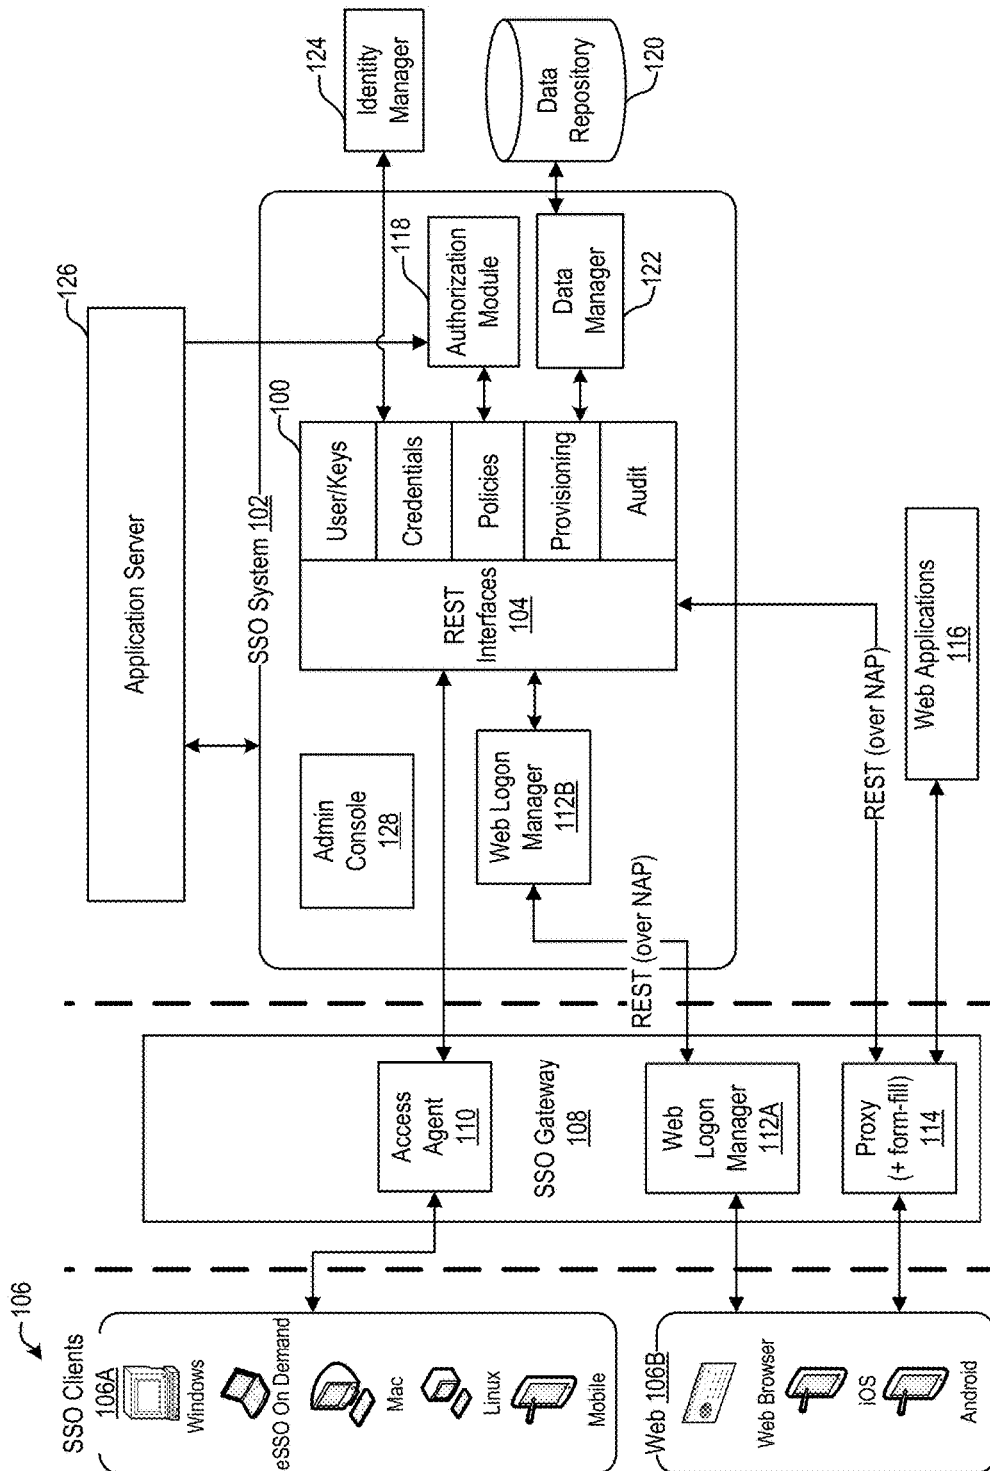 106
SSO Clients
106A
Windows
eSSO On Demand
Mac
Linux
Mobile
Web 106B
Web Browser
iOS
Android
Access
Agent
110
SSO Gateway
108
Web
Logon
Manager
112A
Proxy
(+ form-fill)
114
REST (over NAP)
REST (over NAP)
Web Applications
116
Application Server
126
SSO System 102
Admin
Console
128
Web Logon
Manager
112B
REST
Interfaces
104
100
User/Keys
Credentials
Policies
Provisioning
Audit
118
Authorization
Module
Data
Manager
122
124
Identity
Manager
Data
Repository
120